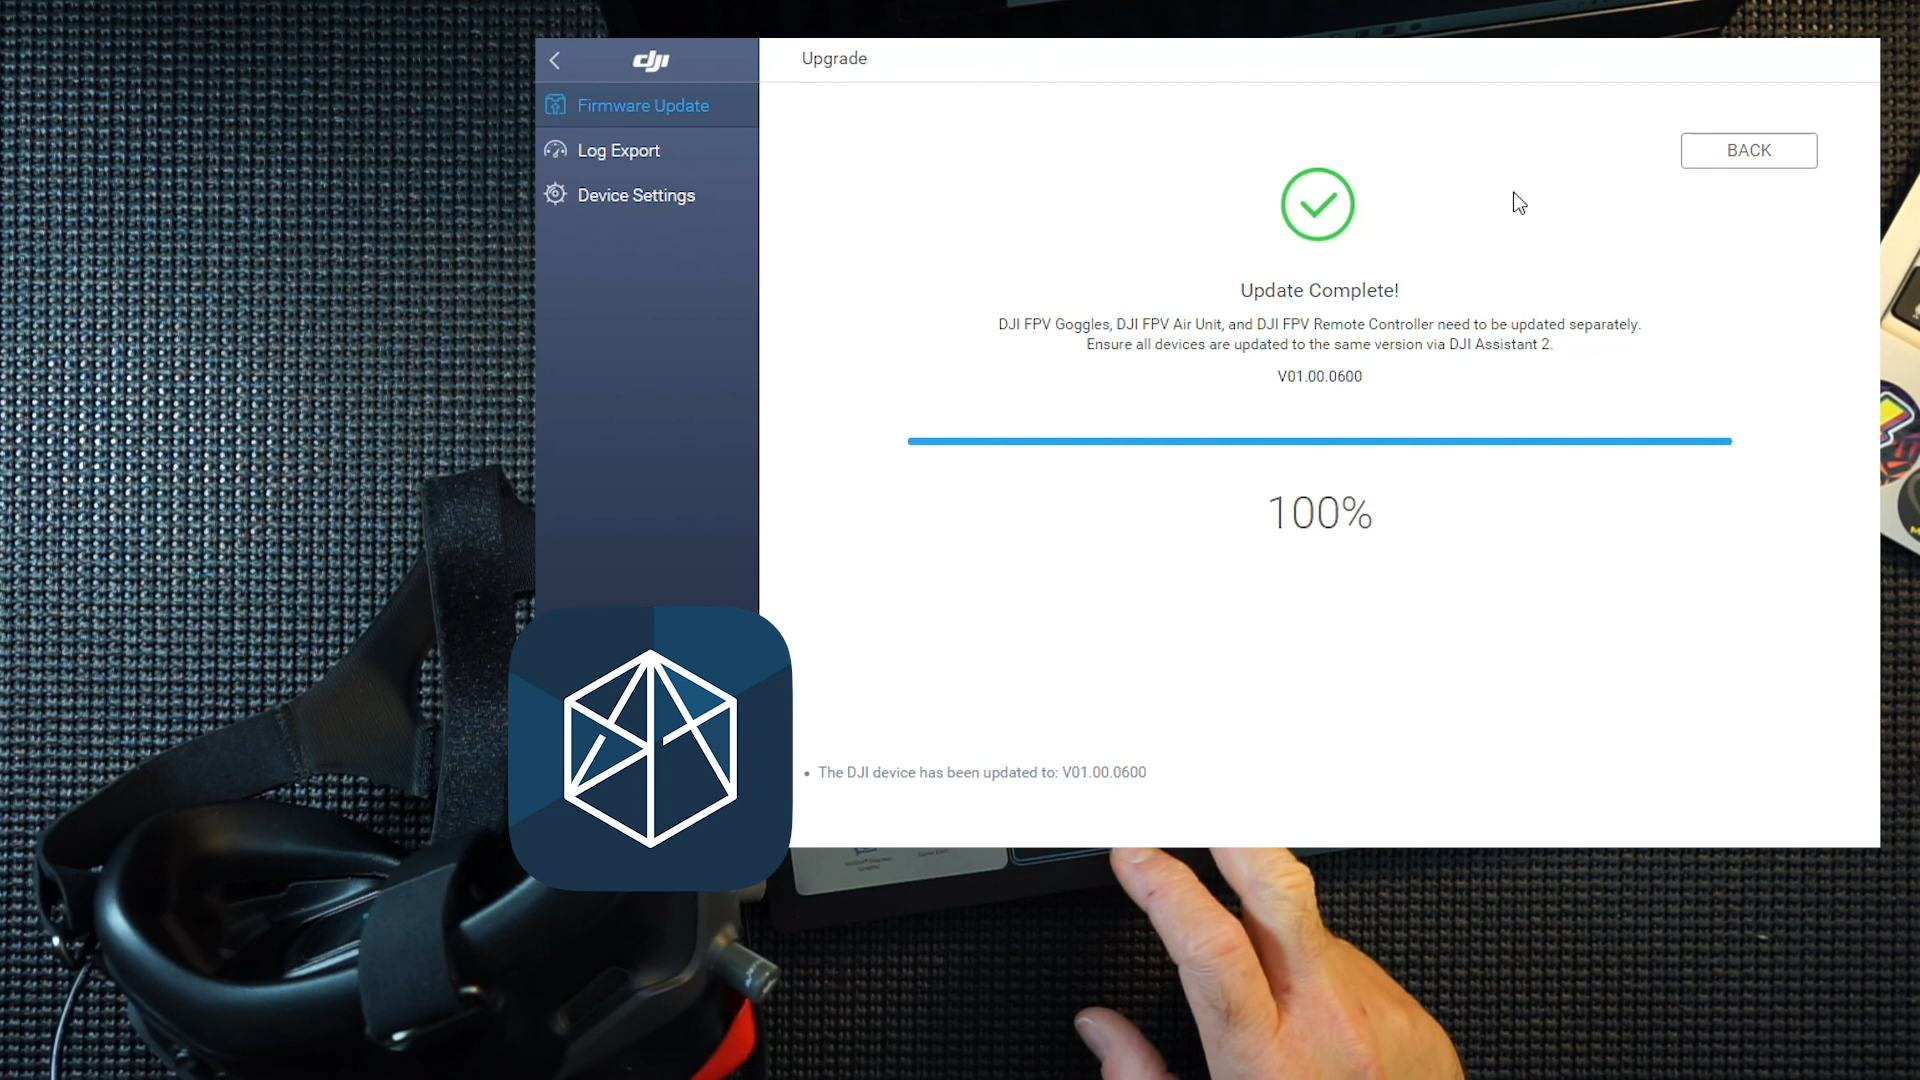 dji
Upgrade
Firmware Update
Log Export
Device Settings
BACK
Update Complete!
DJI FPV Goggles, DJI FPV Air Unit, and DJI FPV Remote Controller need to be updated separately.
Ensure all devices are updated to the same version via DJI Assistant 2.
V01.00.0600
100%
• The DJI device has been updated to: V01.00.0600